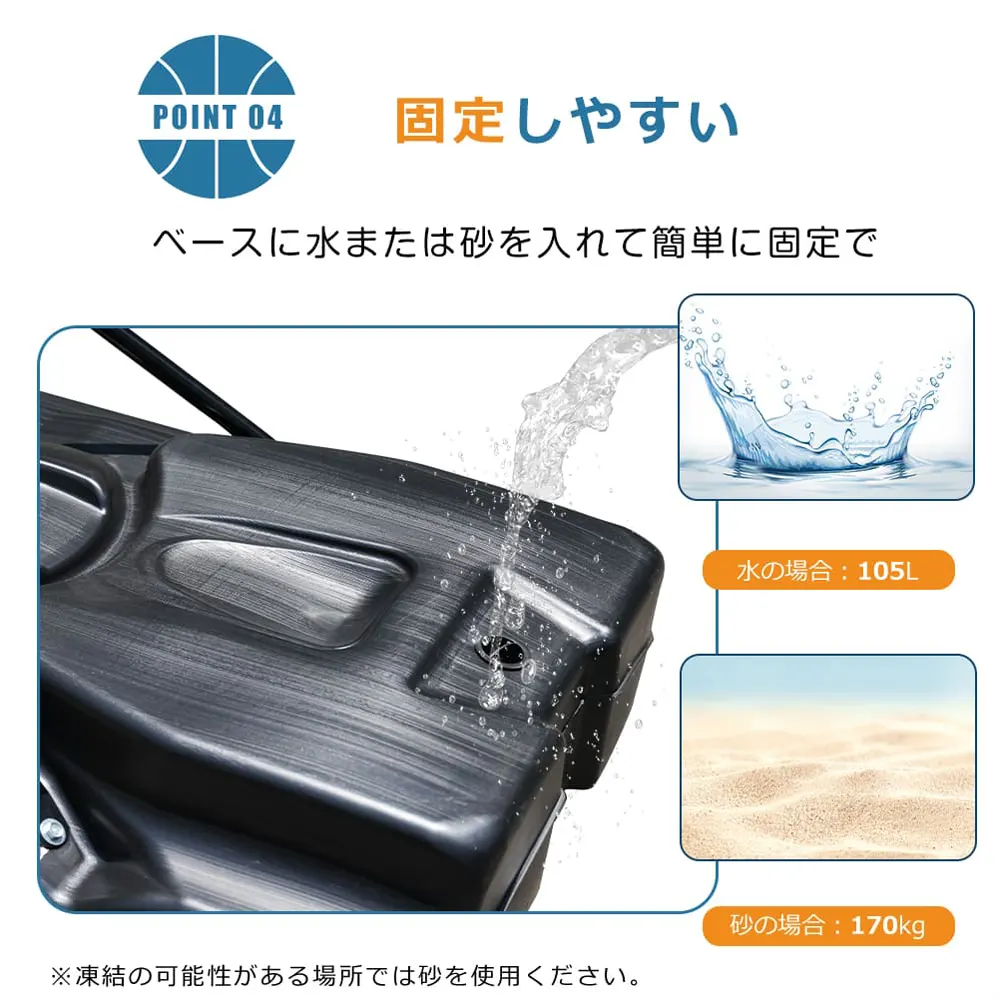 POINT 04
固定しやすい
ベースに水または砂を入れて簡単に固定で
水の場合：105L
砂の場合：170kg
※凍結の可能性がある場所では砂を使用ください。